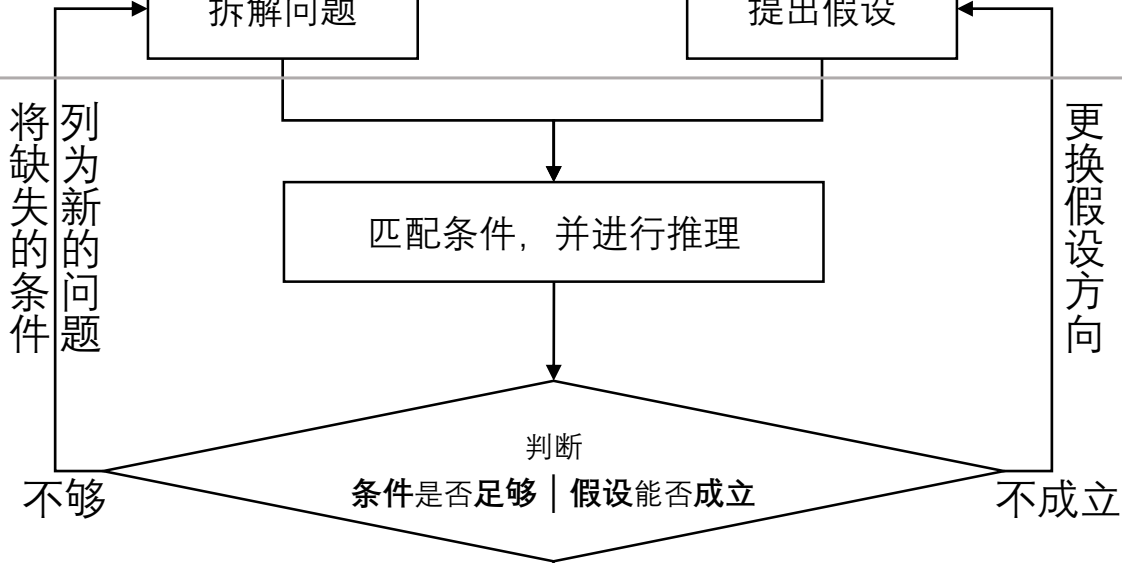 拆解问题
提出假设
将缺失的条件
列为新的问题
更换假设方向
匹配条件，并进行推理
判断
条件是否足够 | 假设能否成立
不够
不成立